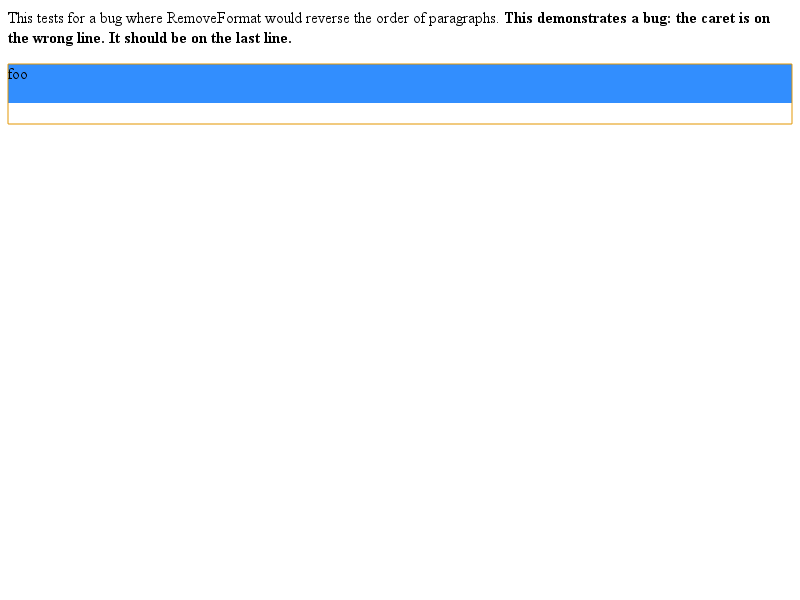 This tests for a bug where RemoveFormat would reverse the order of paragraphs. This demonstrates a bug: the caret is on
the wrong line. It should be on the last line.
foo